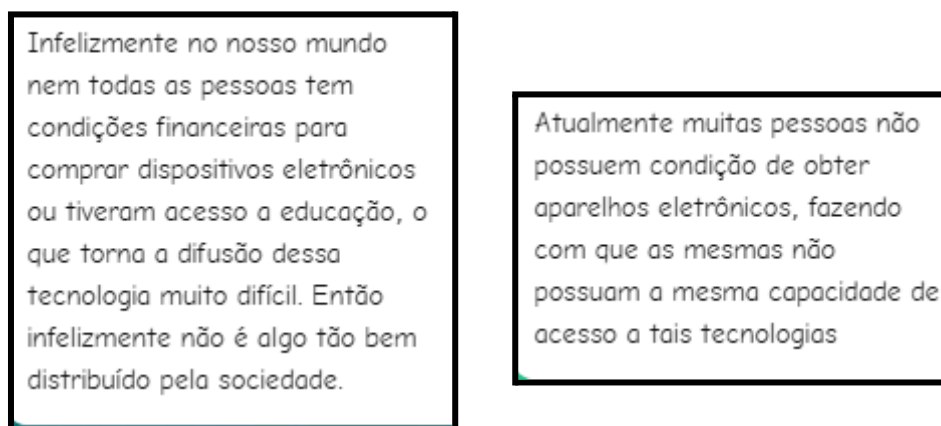 Infelizmente no nosso mundo
nem todas as pessoas tem
condições financeiras para
comprar dispositivos eletrônicos
ou tiveram acesso a educação, o
que torna a difusão dessa
tecnologia muito difícil. Então
infelizmente não é algo tão bem
distribuído pela sociedade.
Atualmente muitas pessoas não
possuem condição de obter
aparelhos eletrônicos, fazendo
com que as mesmas não
possuam a mesma capacidade de
acesso a tais tecnologias